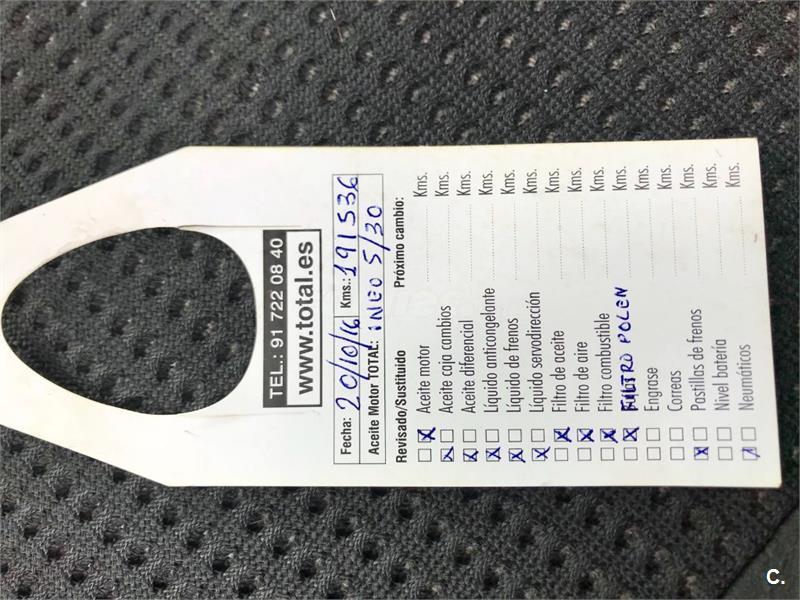 TEL.: 91 722 08 40
www.total.es
Fecha: 20/10/16 Kms.: 191536
Aceite Motor TOTAL: iNEO 5/30
Revisado/Sustituido Próximo cambio:
Aceite motor Kms.
Aceite caja cambios Kms.
Aceite diferencial Kms.
Líquido anticongelante Kms.
Líquido de frenos Kms.
Líquido servodirección Kms.
Filtro de aceite Kms.
Filtro de aire Kms.
Filtro combustible Kms.
FILTRO POLEN Kms.
Engrase Kms.
Correas Kms.
Pastillas de frenos Kms.
Nivel batería Kms.
Neumáticos Kms.
C.